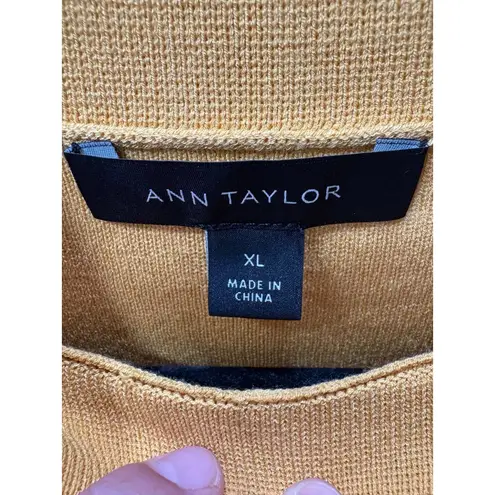 ANN TAYLOR
XL
MADE IN
CHINA